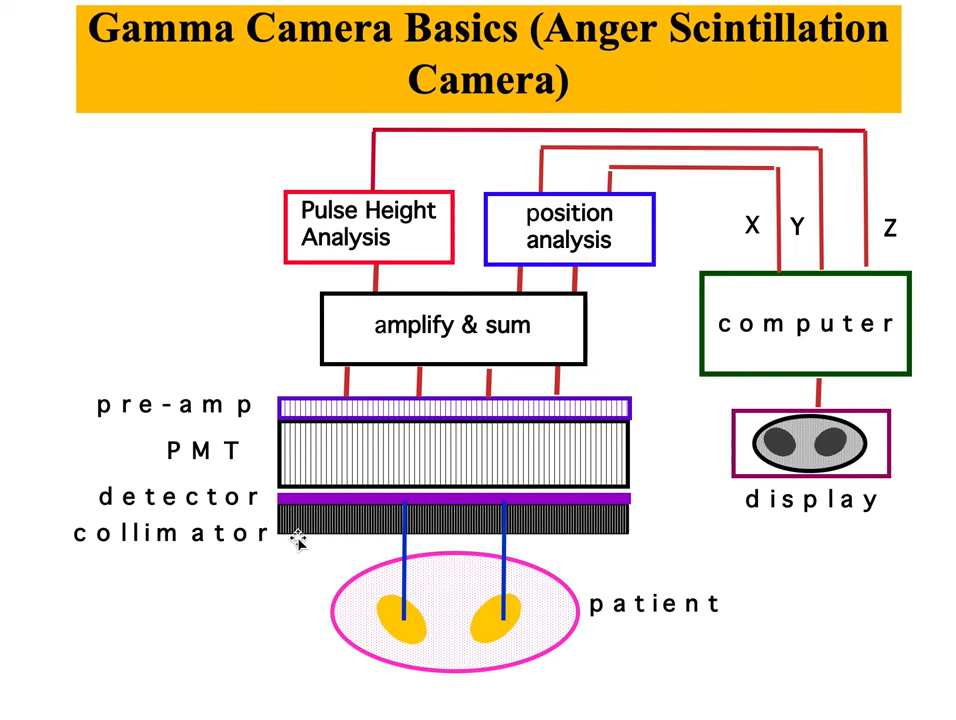 Gamma Camera Basics (Anger Scintillation
Camera)
Pulse Height
Analysis
position
analysis
X Y Z
amplify & sum
computer
pre-amp
PMT
detector
display
collimator
patient